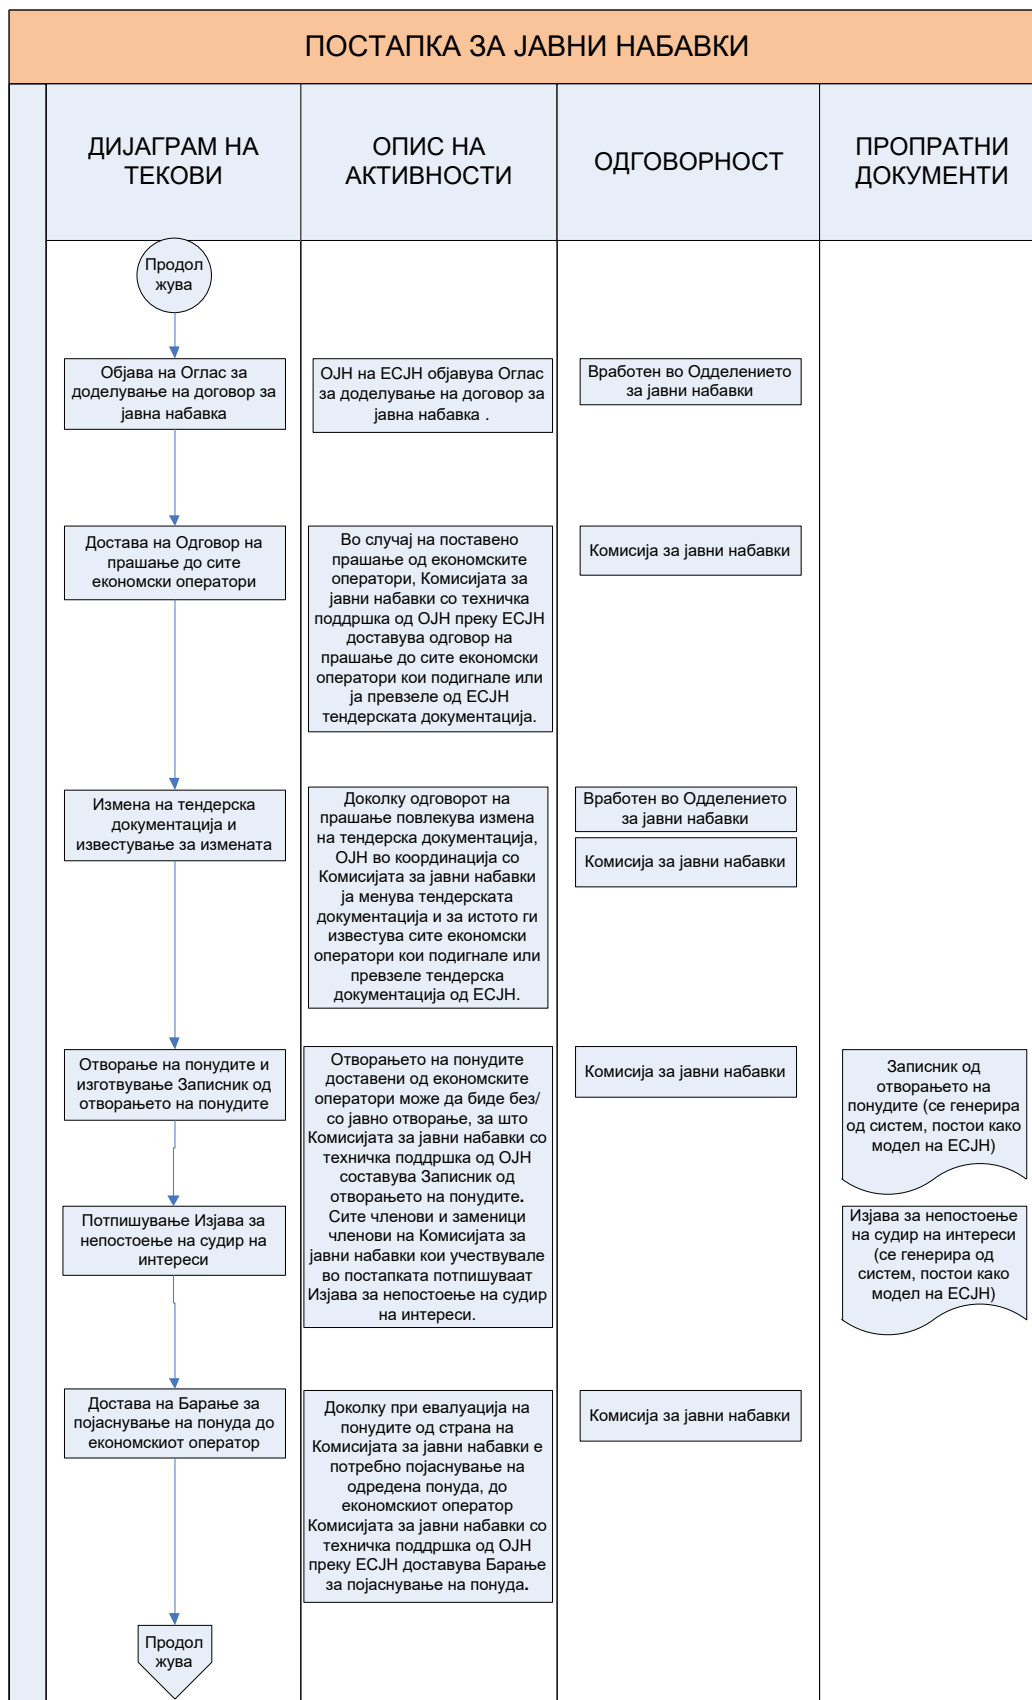 ПОСТАПКА ЗА ЈАВНИ НАБАВКИ
ДИЈАГРАМ НА
ТЕКОВИ
ОПИС НА
АКТИВНОСТИ
ОДГОВОРНОСТ
ПРОПРАТНИ
ДОКУМЕНТИ
Продол
жува
Објава на Оглас за
доделување на договор за
јавна набавка
ОЈН на ЕСЈН објавува Оглас
за доделување на договор за
јавна набавка .
Вработен во Одделението
за јавни набавки
Достава на Одговор на
прашање до сите
економски оператори
Во случај на поставено
прашање од економските
оператори, Комисијата за
јавни набавки со техничка
поддршка од ОЈН преку ЕСЈН
доставува одговор на
прашање до сите економски
оператори кои подигнале или
ја превзеле од ЕСЈН
тендерската документација.
Комисија за јавни набавки
Измена на тендерска
документација и
известување за измената
Доколку одговорот на
прашање повлекува измена
на тендерска документација,
ОЈН во координација со
Комисијата за јавни набавки
ја менува тендерската
документација и за истото ги
известува сите економски
оператори кои подигнале или
превзеле тендерска
документација од ЕСЈН.
Вработен во Одделението
за јавни набавки
Комисија за јавни набавки
Отворање на понудите и
изготвување Записник од
отворањето на понудите
Отворањето на понудите
доставени од економските
оператори може да биде без/
со јавно отворање, за што
Комисијата за јавни набавки со
техничка поддршка од ОЈН
составува Записник од
отворањето на понудите.
Сите членови и заменици
членови на Комисијата за
јавни набавки кои учествувале
во постапката потпишуваат
Изјава за непостоење на судир
на интереси.
Комисија за јавни набавки
Записник од
отворањето на
понудите (се генерира
од систем, постои како
модел на ЕСЈН)
Потпишување Изјава за
непостоење на судир на
интереси
Изјава за непостоење
на судир на интереси
(се генерира од
систем, постои како
модел на ЕСЈН)
Достава на Барање за
појаснување на понуда до
економскиот оператор
Доколку при евалуација на
понудите од страна на
Комисијата за јавни набавки е
потребно појаснување на
одредена понуда, до
економскиот оператор
Комисијата за јавни набавки со
техничка поддршка од ОЈН
преку ЕСЈН доставува Барање
за појаснување на понуда.
Комисија за јавни набавки
Продол
жува